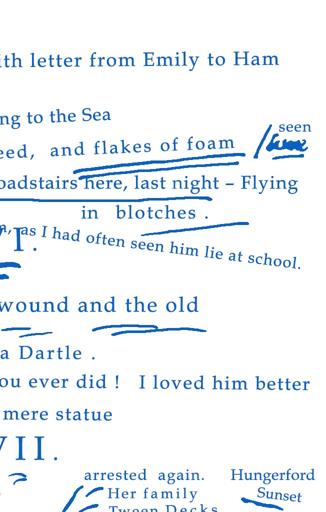 ith letter from Emily to Ham
ng to the Sea
seen
eed, and flakes of foam
oadstairs here, last night – Flying
in blotches .
n, as I had often seen him lie at school.
VI.
wound and the old
a Dartle .
ou ever did ! I loved him better
mere statue
VII.
arrested again. Hungerford
Her family Sunset
Tween Decks